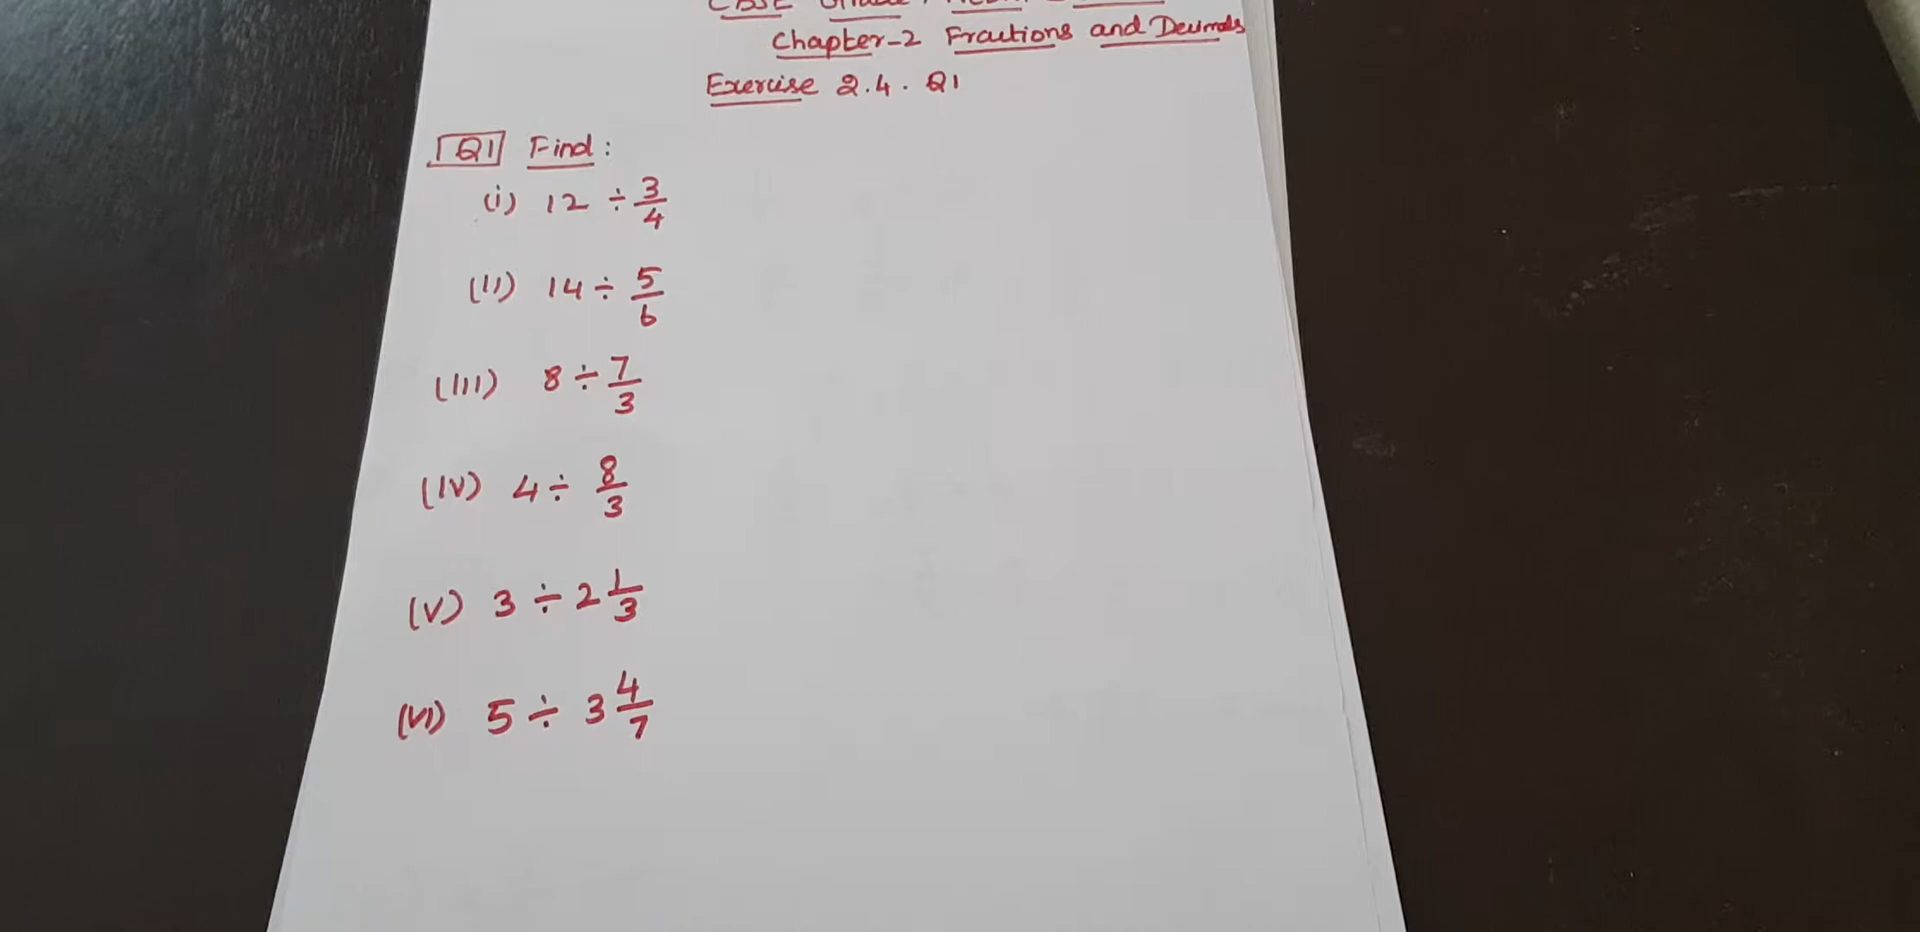 CBSE
Chapter-2 Fractions and Decimals
Exercise 2.4. Q1
Q1 Find:
(i) 12 ÷ 3/4
(ii) 14 ÷ 5/6
(iii) 8 ÷ 7/3
(iv) 4 ÷ 8/3
(v) 3 ÷ 2 1/3
(vi) 5 ÷ 3 4/7